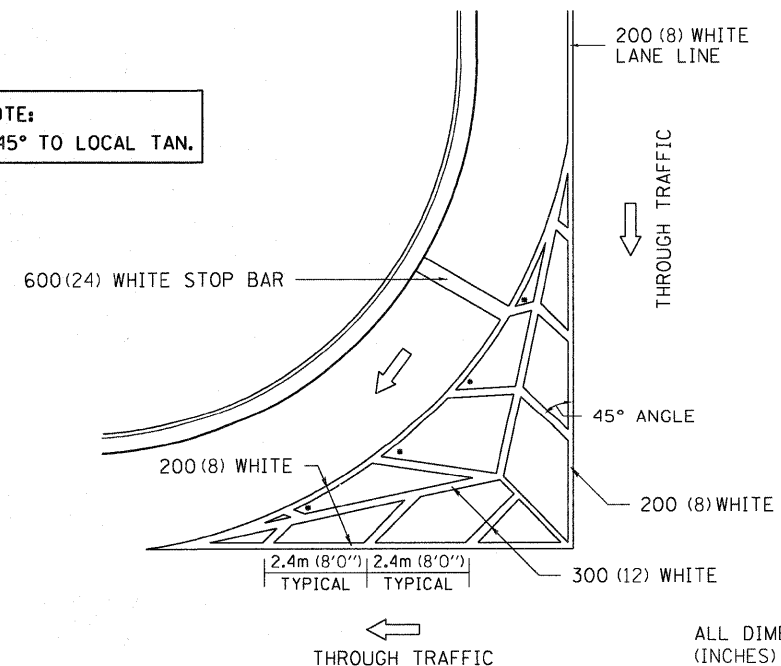 200 (8) WHITE
LANE LINE
45° TO LOCAL TAN.
THROUGH TRAFFIC
600 (24) WHITE STOP BAR
45° ANGLE
200 (8) WHITE
200 (8) WHITE
2.4m (8'0") 2.4m (8'0")
TYPICAL TYPICAL
300 (12) WHITE
THROUGH TRAFFIC
ALL
(INCHES)